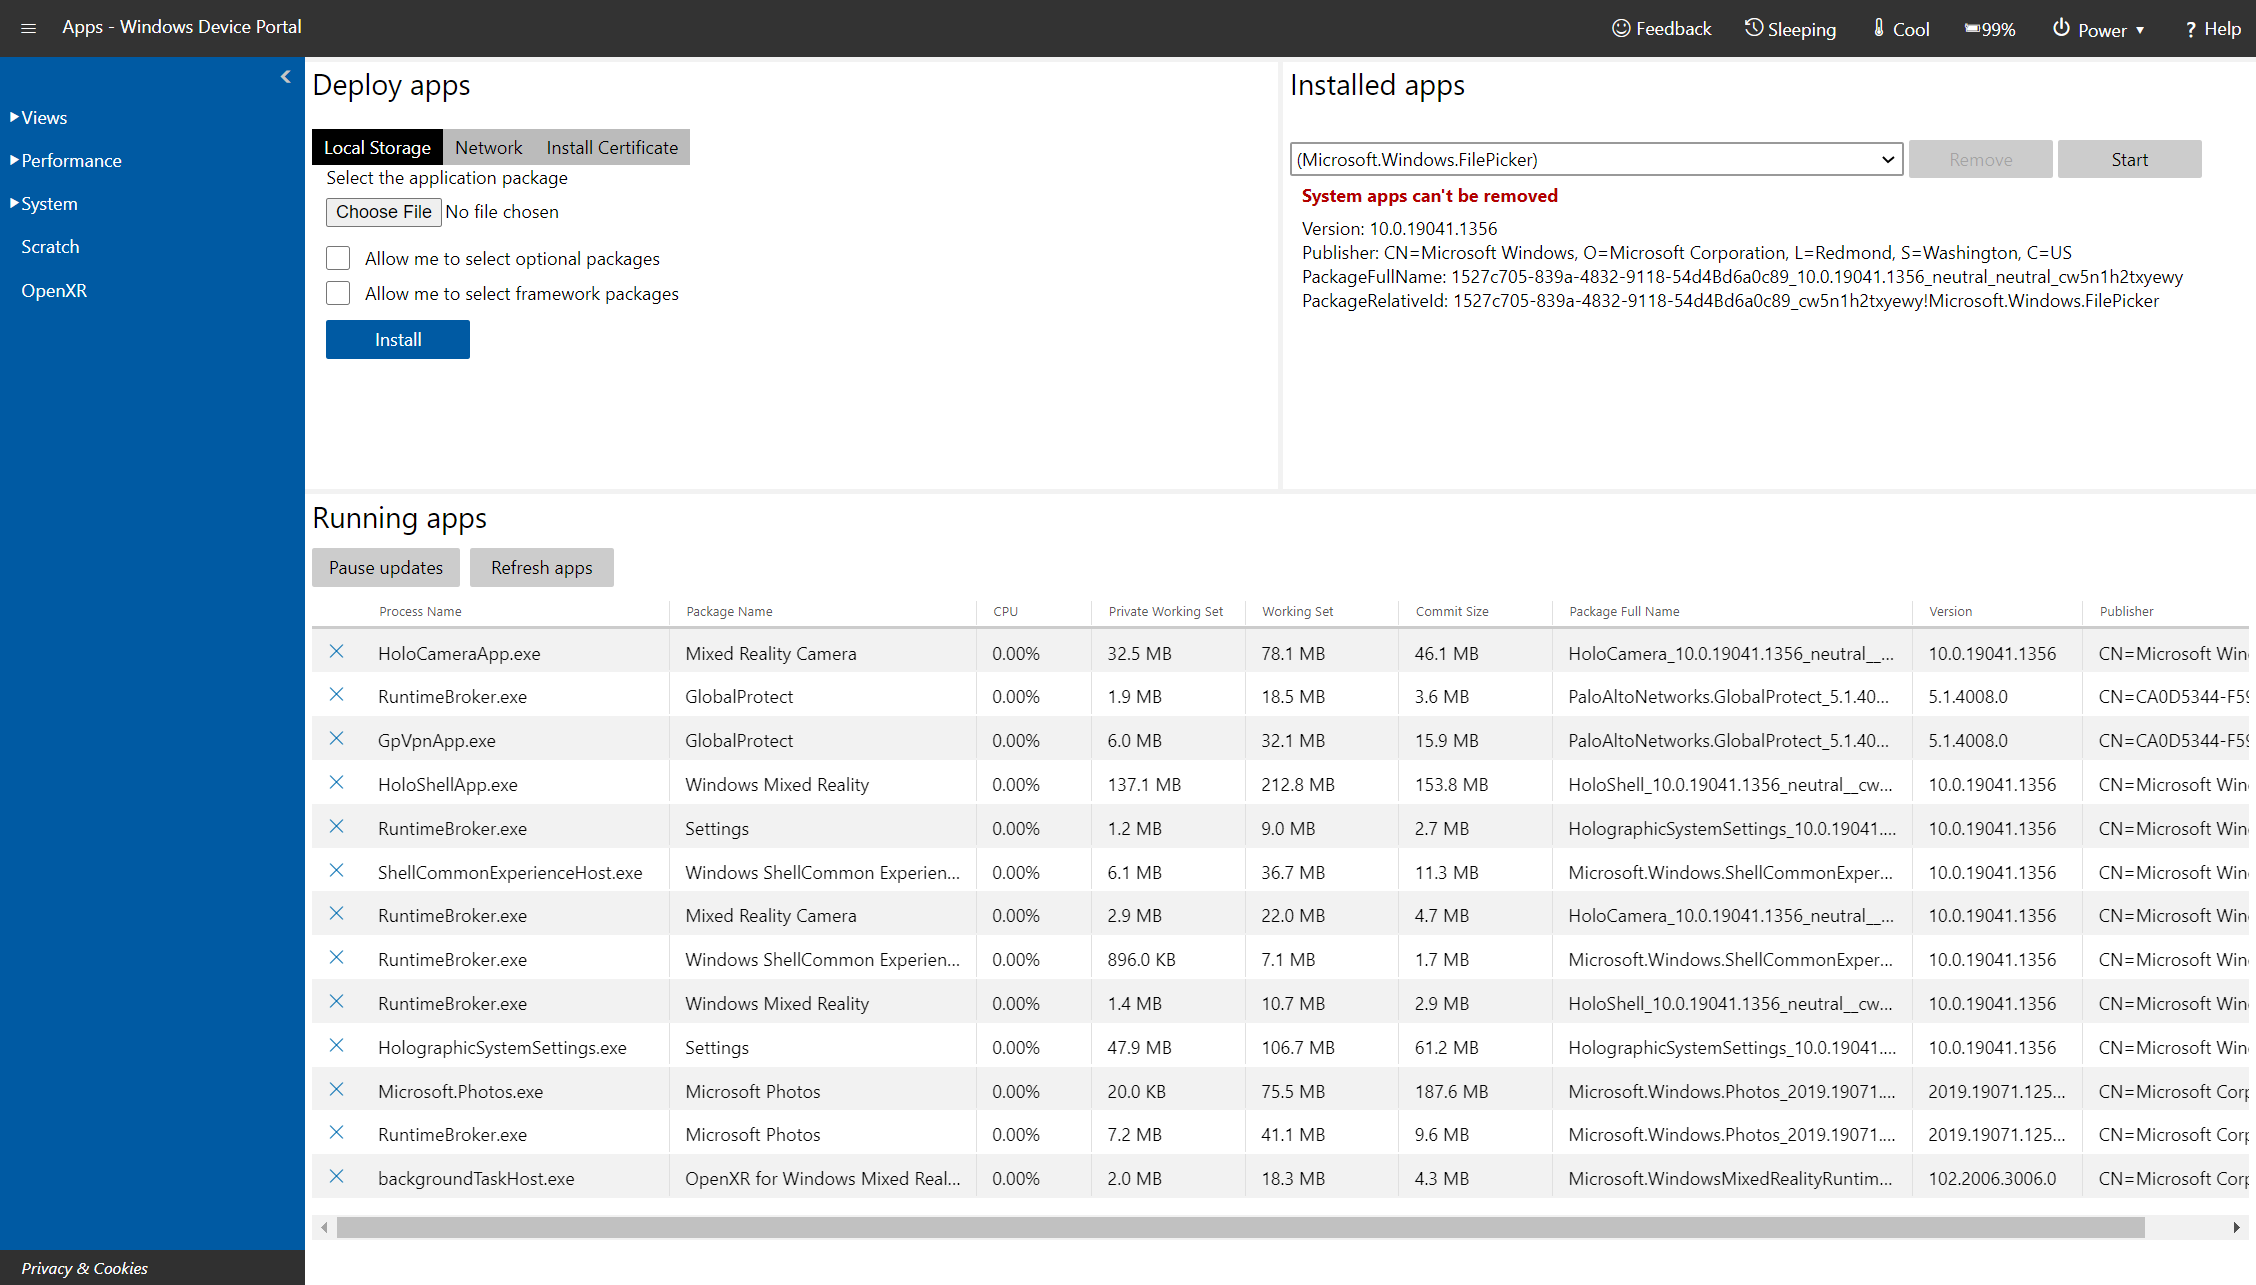 Apps - Windows Device Portal
Feedback
Sleeping
Cool
99%
Power
? Help
Views
Performance
System
Scratch
OpenXR
Privacy & Cookies
Deploy apps
Local Storage Network Install Certificate
Select the application package
Choose File No file chosen
Allow me to select optional packages
Allow me to select framework packages
Install
Installed apps
(Microsoft.Windows.FilePicker) Remove Start
System apps can't be removed
Version: 10.0.19041.1356
Publisher: CN=Microsoft Windows, O=Microsoft Corporation, L=Redmond, S=Washington, C=US
PackageFullName: 1527c705-839a-4832-9118-54d4Bd6a0c89_10.0.19041.1356_neutral_neutral_cw5n1h2txyewy
PackageRelativeId: 1527c705-839a-4832-9118-54d4Bd6a0c89_cw5n1h2txyewy!Microsoft.Windows.FilePicker
Running apps
Pause updates Refresh apps
Process Name Package Name CPU Private Working Set Working Set Commit Size Package Full Name Version Publisher
HoloCameraApp.exe Mixed Reality Camera 0.00% 32.5 MB 78.1 MB 46.1 MB HoloCamera_10.0.19041.1356_neutral__... 10.0.19041.1356 CN=Microsoft Win
RuntimeBroker.exe GlobalProtect 0.00% 1.9 MB 18.5 MB 3.6 MB PaloAltoNetworks.GlobalProtect_5.1.40... 5.1.4008.0 CN=CA0D5344-F59
GpVpnApp.exe GlobalProtect 0.00% 6.0 MB 32.1 MB 15.9 MB PaloAltoNetworks.GlobalProtect_5.1.40... 5.1.4008.0 CN=CA0D5344-F59
HoloShellApp.exe Windows Mixed Reality 0.00% 137.1 MB 212.8 MB 153.8 MB HoloShell_10.0.19041.1356_neutral__cw... 10.0.19041.1356 CN=Microsoft Win
RuntimeBroker.exe Settings 0.00% 1.2 MB 9.0 MB 2.7 MB HolographicSystemSettings_10.0.19041.... 10.0.19041.1356 CN=Microsoft Win
ShellCommonExperienceHost.exe Windows ShellCommon Experien... 0.00% 6.1 MB 36.7 MB 11.3 MB Microsoft.Windows.ShellCommonExper... 10.0.19041.1356 CN=Microsoft Win
RuntimeBroker.exe Mixed Reality Camera 0.00% 2.9 MB 22.0 MB 4.7 MB HoloCamera_10.0.19041.1356_neutral__... 10.0.19041.1356 CN=Microsoft Win
RuntimeBroker.exe Windows ShellCommon Experien... 0.00% 896.0 KB 7.1 MB 1.7 MB Microsoft.Windows.ShellCommonExper... 10.0.19041.1356 CN=Microsoft Win
RuntimeBroker.exe Windows Mixed Reality 0.00% 1.4 MB 10.7 MB 2.9 MB HoloShell_10.0.19041.1356_neutral__cw... 10.0.19041.1356 CN=Microsoft Win
HolographicSystemSettings.exe Settings 0.00% 47.9 MB 106.7 MB 61.2 MB HolographicSystemSettings_10.0.19041.... 10.0.19041.1356 CN=Microsoft Win
Microsoft.Photos.exe Microsoft Photos 0.00% 20.0 KB 75.5 MB 187.6 MB Microsoft.Windows.Photos_2019.19071.... 2019.19071.125... CN=Microsoft Corp
RuntimeBroker.exe Microsoft Photos 0.00% 7.2 MB 41.1 MB 9.6 MB Microsoft.Windows.Photos_2019.19071.... 2019.19071.125... CN=Microsoft Corp
backgroundTaskHost.exe OpenXR for Windows Mixed Real... 0.00% 2.0 MB 18.3 MB 4.3 MB Microsoft.WindowsMixedRealityRuntim... 102.2006.3006.0 CN=Microsoft Corp